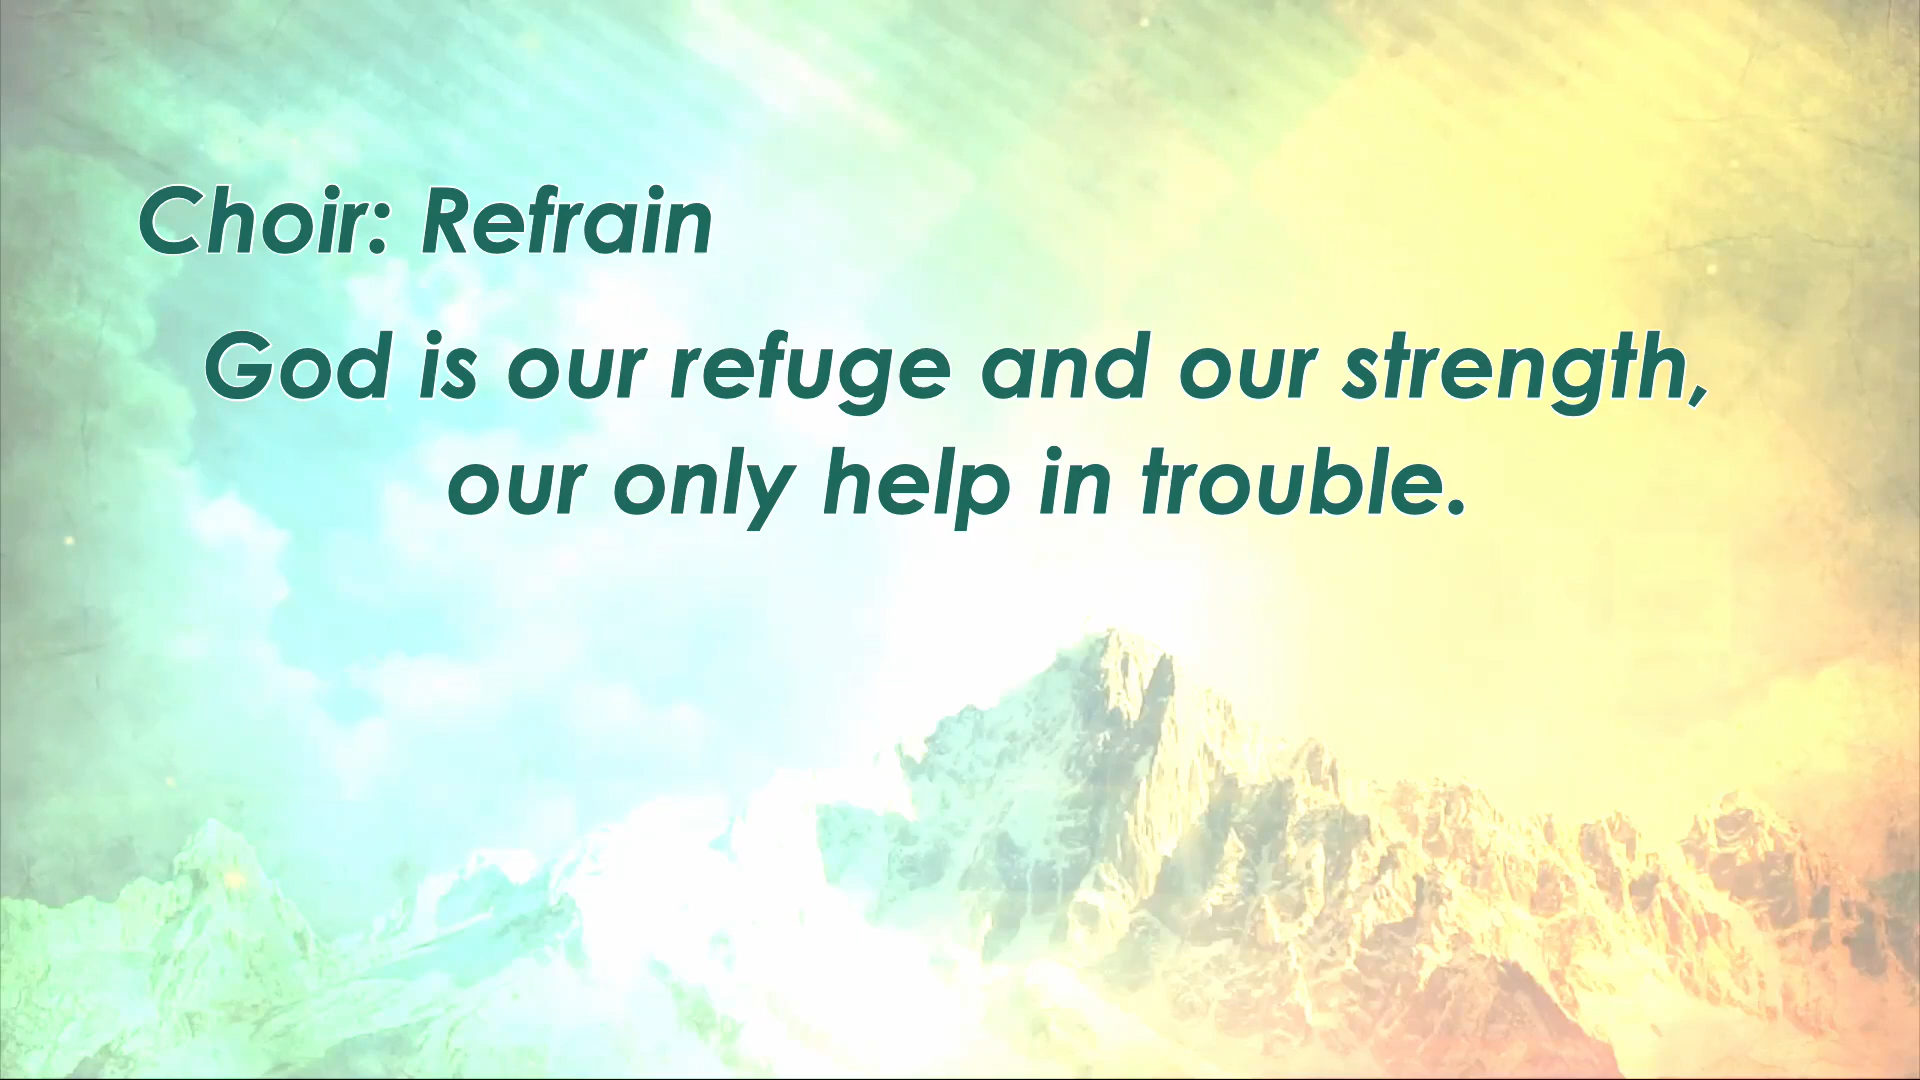 Choir: Refrain
God is our refuge and our strength,
our only help in trouble.